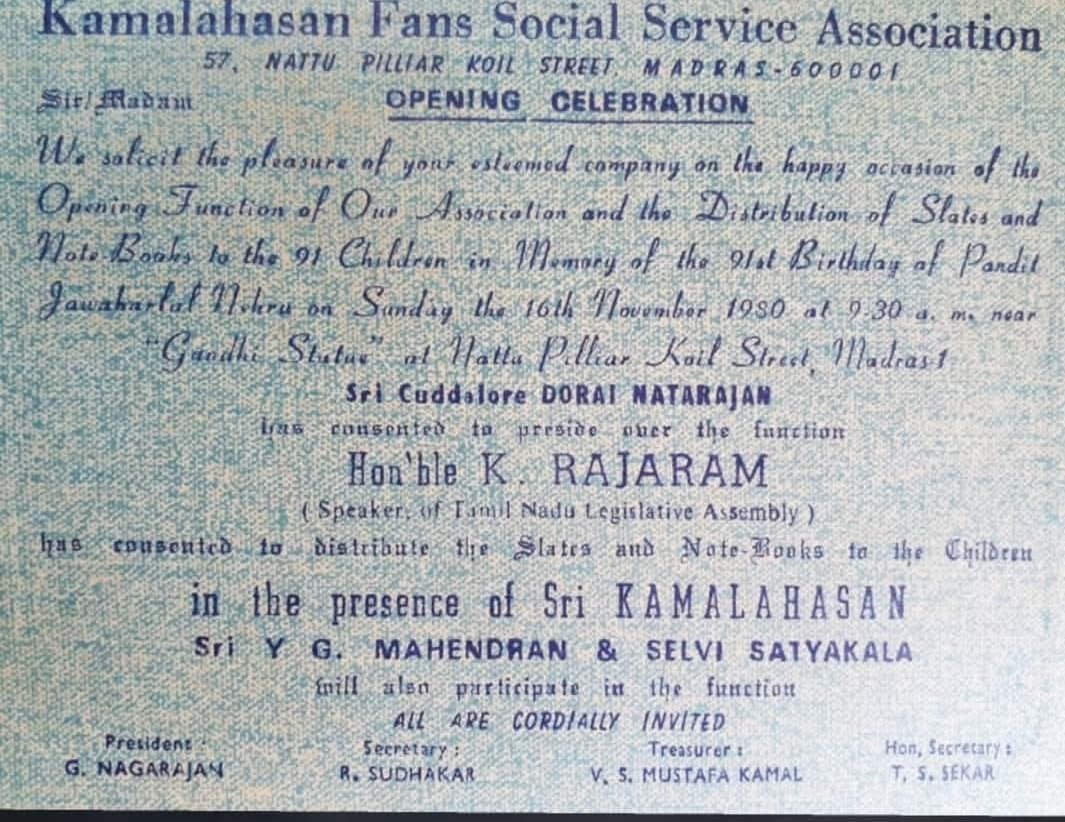 Kamalahasan Fans Social Service Association
57, NATTU PILLIAR KOIL STREET, MADRAS-600001
Sir/Madam OPENING CELEBRATION
We solicit the pleasure of your esteemed company on the happy occasion of the
Opening Function of Our Association and the Distribution of Slates and
Note-Books to the 91 Children in Memory of the 91st Birthday of Pandit
Jawaharlal Nehru on Sunday the 16th November 1980 at 9-30 a. m. near
"Gandhi Statue" at Nattu Pilliar Koil Street, Madras-1
Sri Cuddalore DORAI NATARAJAN
has consented to preside over the function
Hon'ble K. RAJARAM
( Speaker, of Tamil Nadu Legislative Assembly )
has consented to distribute the Slates and Note-Books to the Children
in the presence of Sri KAMALAHASAN
Sri Y G. MAHENDRAN & SELVI SATYAKALA
will also participate in the function
ALL ARE CORDIALLY INVITED
President : Secretary : Treasurer : Hon, Secretary :
G. NAGARAJAN R. SUDHAKAR V. S. MUSTAFA KAMAL T. S. SEKAR